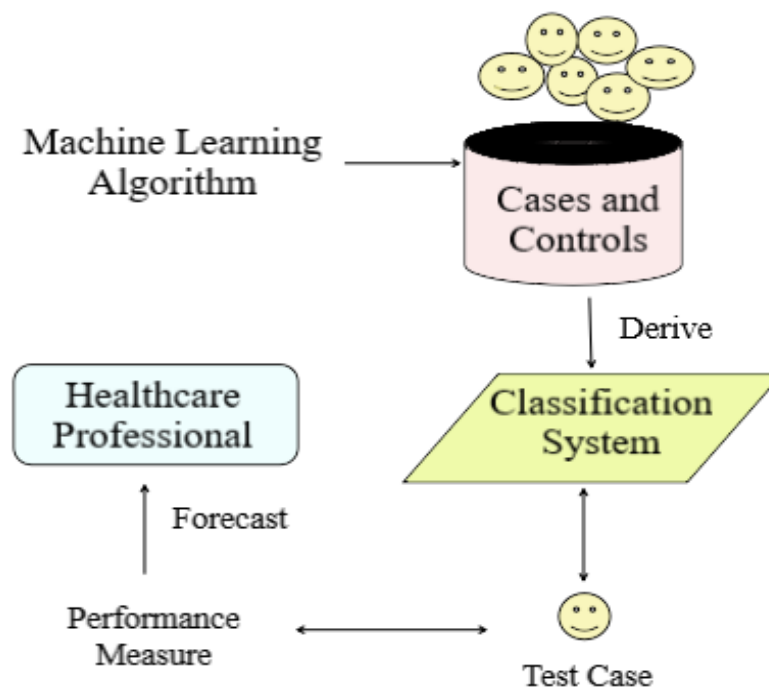 Machine Learning
Algorithm
Cases and
Controls
Derive
Healthcare
Professional
Classification
System
Forecast
Performance
Measure
Test Case